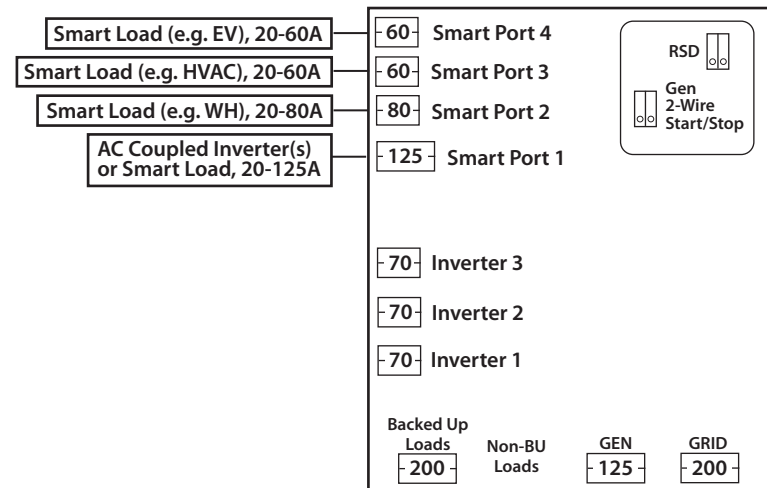 Smart Load (e.g. EV), 20-60A
60
Smart Port 4
Smart Load (e.g. HVAC), 20-60A
60
Smart Port 3
Smart Load (e.g. WH), 20-80A
80
Smart Port 2
AC Coupled Inverter(s)
or Smart Load, 20-125A
125
Smart Port 1
RSD
Gen
2-Wire
Start/Stop
70
Inverter 3
70
Inverter 2
70
Inverter 1
Backed Up
Loads
200
Non-BU
Loads
GEN
125
GRID
200